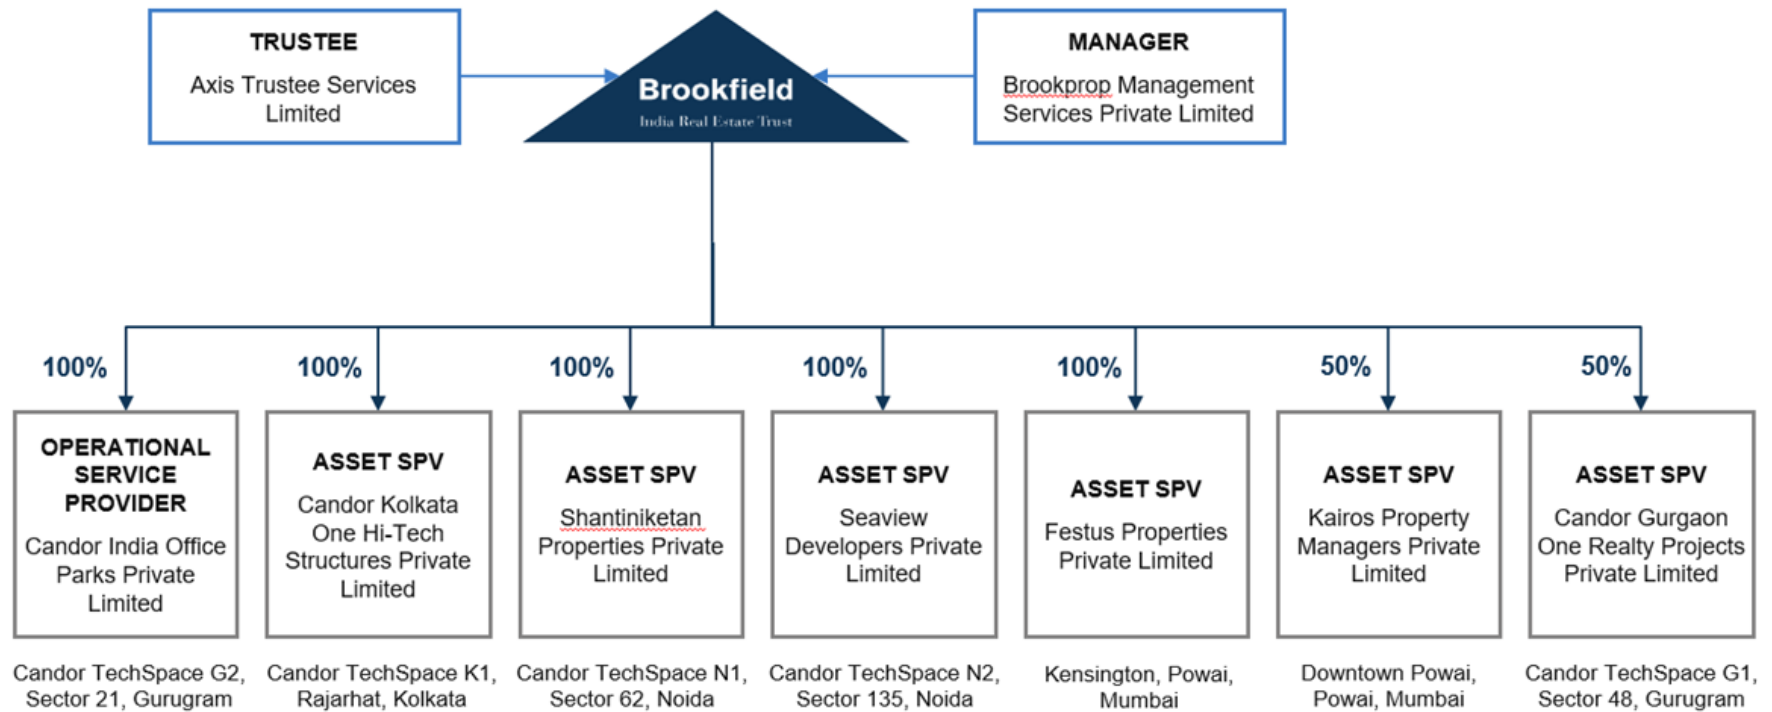 TRUSTEE
Axis Trustee Services
Limited
Brookfield
India Real Estate Trust
MANAGER
Brookprop Management
Services Private Limited
100%
100%
100%
100%
100%
50%
50%
OPERATIONAL
SERVICE
PROVIDER
Candor India Office
Parks Private
Limited
ASSET SPV
Candor Kolkata
One Hi-Tech
Structures Private
Limited
ASSET SPV
Shantiniketan
Properties Private
Limited
ASSET SPV
Seaview
Developers Private
Limited
ASSET SPV
Festus Properties
Private Limited
ASSET SPV
Kairos Property
Managers Private
Limited
ASSET SPV
Candor Gurgaon
One Realty Projects
Private Limited
Candor TechSpace G2,
Sector 21, Gurugram
Candor TechSpace K1,
Rajarhat, Kolkata
Candor TechSpace N1,
Sector 62, Noida
Candor TechSpace N2,
Sector 135, Noida
Kensington, Powai,
Mumbai
Downtown Powai,
Powai, Mumbai
Candor TechSpace G1,
Sector 48, Gurugram